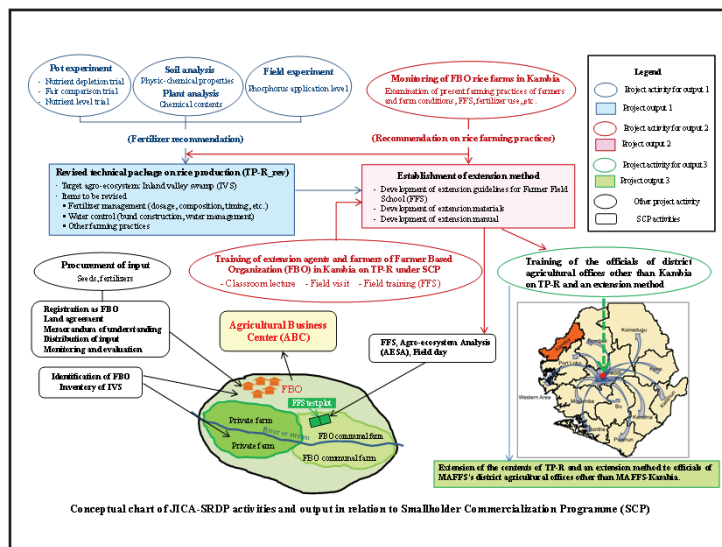 Pot experiment
- Nutrient depletion trial
- Fair comparison trial
- Nutrient level trial
Soil analysis
Physic-chemical properties
Plant analysis
Chemical contents
Field experiment
Phosphorus application level
Monitoring of FBO rice farms in Kambia
Examination of present farming practices of farmers
and farm conditions, FFS, fertilizer use, etc.
Legend
Project activity for output 1
Project output 1
Project activity for output 2
Project output 2
Project activity for output 3
Project output 3
Other project activity
SCP activities
(Fertilizer recommendation)
(Recommendation on rice farming practices)
Revised technical package on rice production (TP-R_rev)
· Target agro-ecosystem: Inland valley swamp (IVS)
· Items to be revised
▪ Fertilizer management (dosage, composition, timing, etc.)
▪ Water control (bund construction, water management)
▪ Other farming practices
Establishment of extension method
- Development of extension guidelines for Farmer Field
School (FFS)
- Development of extension materials
- Development of extension manual
Training of extension agents and farmers of Farmer Based
Organization (FBO) in Kambia on TP-R under SCP
- Classroom lecture - Field visit - Field training (FFS)
Training of the officials of district
agricultural offices other than Kambia
on TP-R and an extension method
Procurement of input
Seeds, fertilizers
Registration as FBO
Land agreement
Memorandum of understanding
Distribution of input
Monitoring and evaluation
Agricultural Business
Center (ABC)
FFS, Agro-ecosystem Analysis
(AESA), Field day
Identification of FBO
Inventory of IVS
FBO
FFS test plot
Private farm
River or stream
Private farm
FBO communal farm
FBO communal farm
Koinadugu
Port Loko
Western Area
Moyamba
Bo
Bonthe
Kenema
Pujehun
Extension of the contents of TP-R and an extension method to officials of
MAFFS's district agricultural offices other than MAFFS-Kambia.
Conceptual chart of JICA-SRDP activities and output in relation to Smallholder Commercialization Programme (SCP)